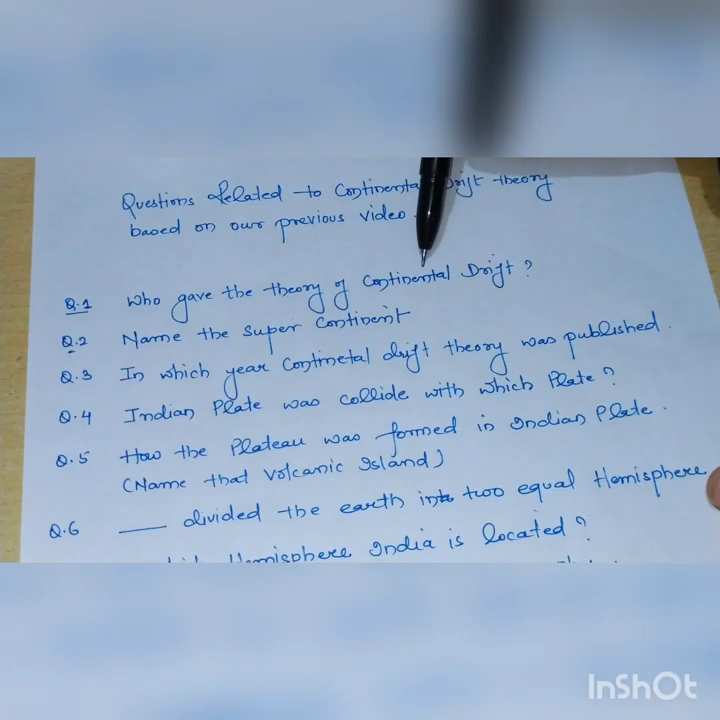 Questions Related to Continental Drift theory
based on our previous video.
Q.1 Who gave the theory of Continental Drift?
Q.2 Name the super Continent
Q.3 In which year Continetal drift theory was published.
Q.4 Indian Plate was collide with which Plate?
Q.5 How the Plateau was formed in Indian Plate.
(Name that Volcanic Island)
Q.6 ____ divided the earth into two equal Hemisphere
Hemisphere India is located?
InShOt